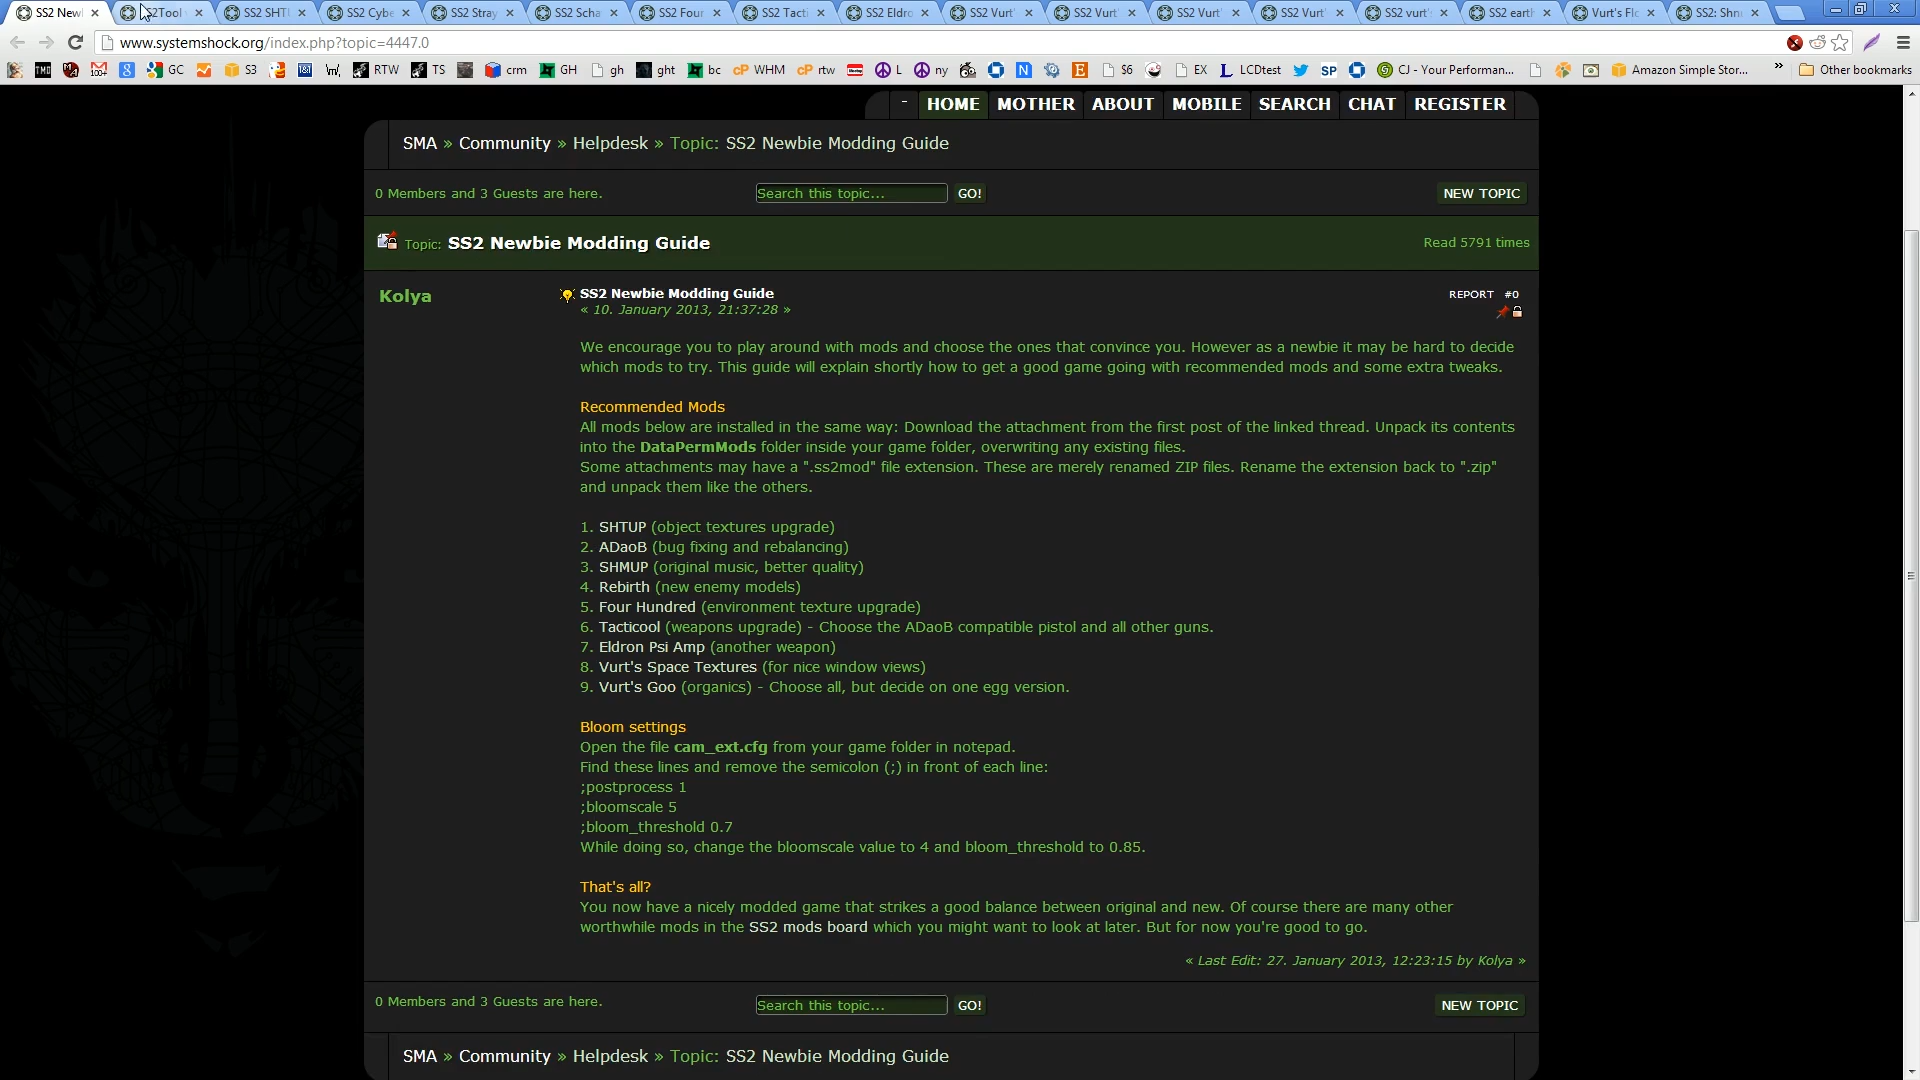 SS2 Newl
S2Tool
SS2 SHTI
SS2 Cybe
SS2 Stray
SS2 Scha
SS2 Four
SS2 Tacti
SS2 Eldro
SS2 Vurt'
SS2 Vurt'
SS2 Vurt'
SS2 Vurt'
SS2 vurt's
SS2 earth
Vurt's Flo
SS2: Shne
www.systemshock.org/index.php?topic=4447.0
GC S3 RTW TS crm GH gh ght bc WHM rtw L ny $6 EX LCDtest SP CJ - Your Performan... Amazon Simple Stor... » Other bookmarks
- HOME MOTHER ABOUT MOBILE SEARCH CHAT REGISTER
SMA » Community » Helpdesk » Topic: SS2 Newbie Modding Guide
0 Members and 3 Guests are here. Search this topic... GO! NEW TOPIC
Topic: SS2 Newbie Modding Guide Read 5791 times
Kolya SS2 Newbie Modding Guide REPORT #0
« 10. January 2013, 21:37:28 »
We encourage you to play around with mods and choose the ones that convince you. However as a newbie it may be hard to decide
which mods to try. This guide will explain shortly how to get a good game going with recommended mods and some extra tweaks.
Recommended Mods
All mods below are installed in the same way: Download the attachment from the first post of the linked thread. Unpack its contents
into the DataPermMods folder inside your game folder, overwriting any existing files.
Some attachments may have a ".ss2mod" file extension. These are merely renamed ZIP files. Rename the extension back to ".zip"
and unpack them like the others.
1. SHTUP (object textures upgrade)
2. ADaoB (bug fixing and rebalancing)
3. SHMUP (original music, better quality)
4. Rebirth (new enemy models)
5. Four Hundred (environment texture upgrade)
6. Tacticool (weapons upgrade) - Choose the ADaoB compatible pistol and all other guns.
7. Eldron Psi Amp (another weapon)
8. Vurt's Space Textures (for nice window views)
9. Vurt's Goo (organics) - Choose all, but decide on one egg version.
Bloom settings
Open the file cam_ext.cfg from your game folder in notepad.
Find these lines and remove the semicolon (;) in front of each line:
;postprocess 1
;bloomscale 5
;bloom_threshold 0.7
While doing so, change the bloomscale value to 4 and bloom_threshold to 0.85.
That's all?
You now have a nicely modded game that strikes a good balance between original and new. Of course there are many other
worthwhile mods in the SS2 mods board which you might want to look at later. But for now you're good to go.
« Last Edit: 27. January 2013, 12:23:15 by Kolya »
0 Members and 3 Guests are here. Search this topic... GO! NEW TOPIC
SMA » Community » Helpdesk » Topic: SS2 Newbie Modding Guide